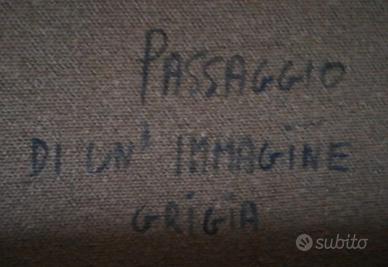 PASSAGGIO
DI UN' IMMAGINE
GRIGIA
subito